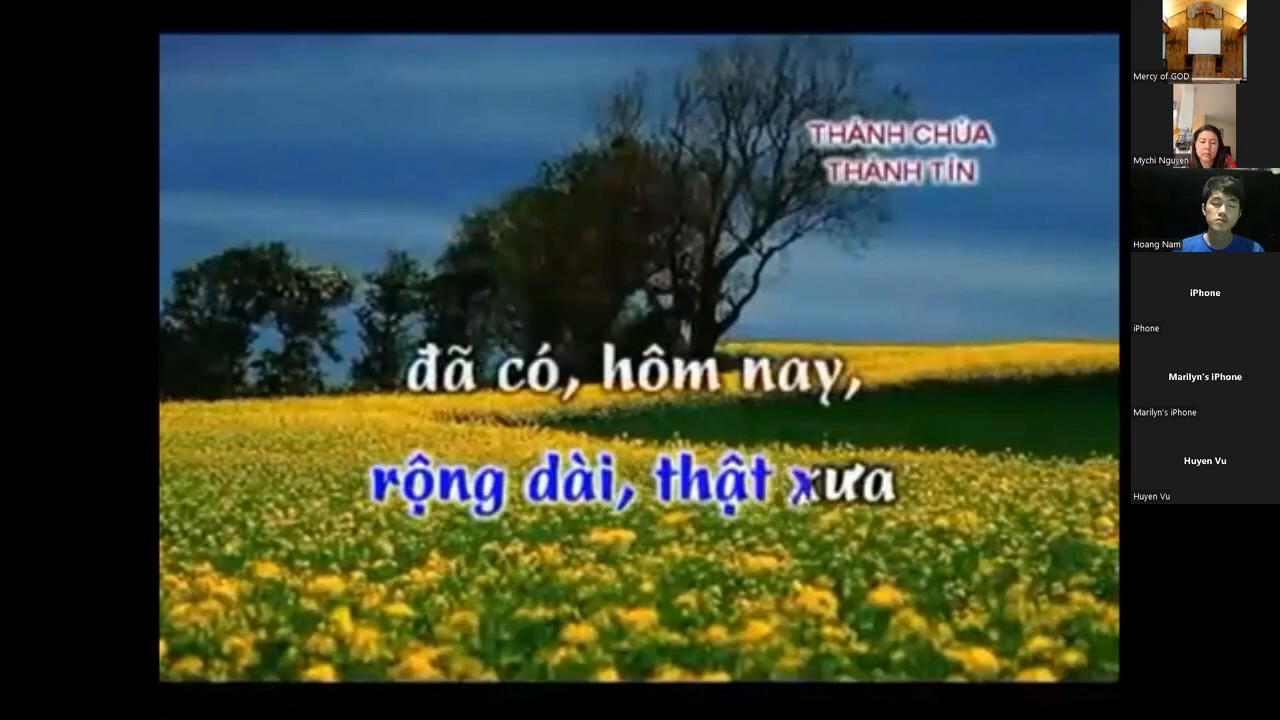 THÀNH CHÚA
THÀNH TÍN
đã có, hôm nay,
rộng dài, thật xưa
Mercy of GOD
Mychi Nguyen
Hoang Nam
iPhone
iPhone
Marilyn's iPhone
Marilyn's iPhone
Huyen Vu
Huyen Vu